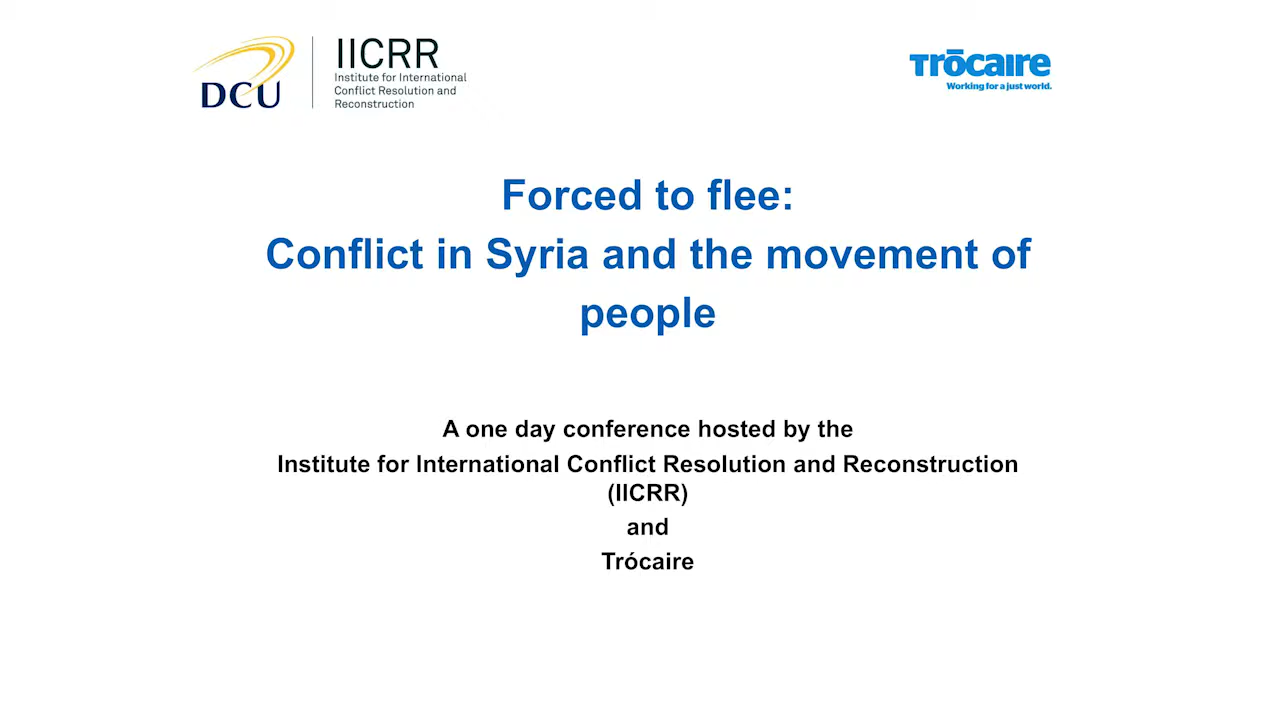 DCU
IICRR
Institute for International
Conflict Resolution and
Reconstruction
Trōcaire
Working for a just world.
Forced to flee:
Conflict in Syria and the movement of
people
A one day conference hosted by the
Institute for International Conflict Resolution and Reconstruction
(IICRR)
and
Trócaire